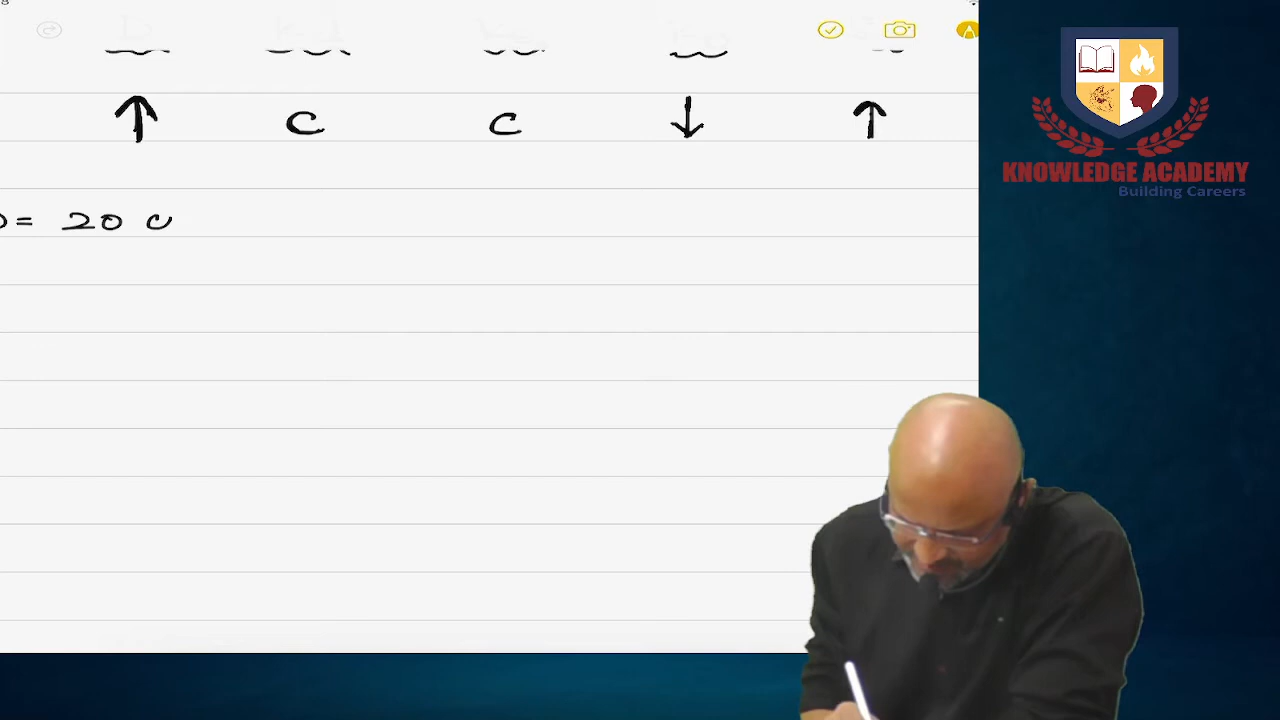 ↑ C C ↓ ↑
= 20 c
KNOWLEDGE ACADEMY
Building Careers